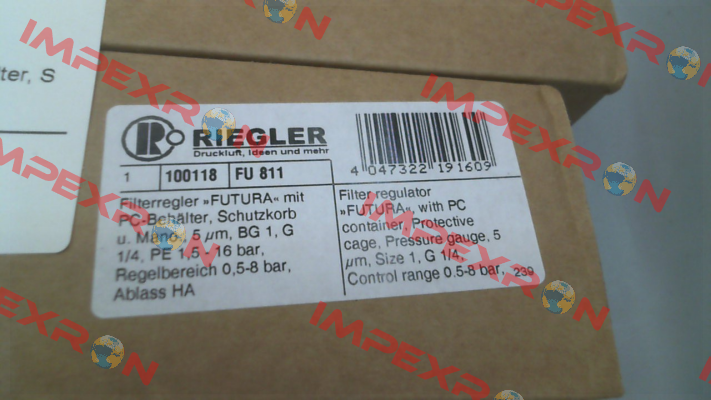 ter, S
RIEGLER
Druckluft, Ideen und mehr
4 047322 191609
1 100118 FU 811
Filterregler »FUTURA« mit
PC-Behälter, Schutzkorb
u. Mano., 5 µm, BG 1, G
1/4, PE 1,5 - 16 bar,
Regelbereich 0,5-8 bar,
Ablass HA
Filter regulator
»FUTURA«, with PC
container, Protective
cage, Pressure gauge, 5
µm, Size 1, G 1/4,
Control range 0.5-8 bar, 239
IMPEXRON
IMPEXRON
IMPEXRON
IMPEXRON
IMPEXRON
IMPEXRON